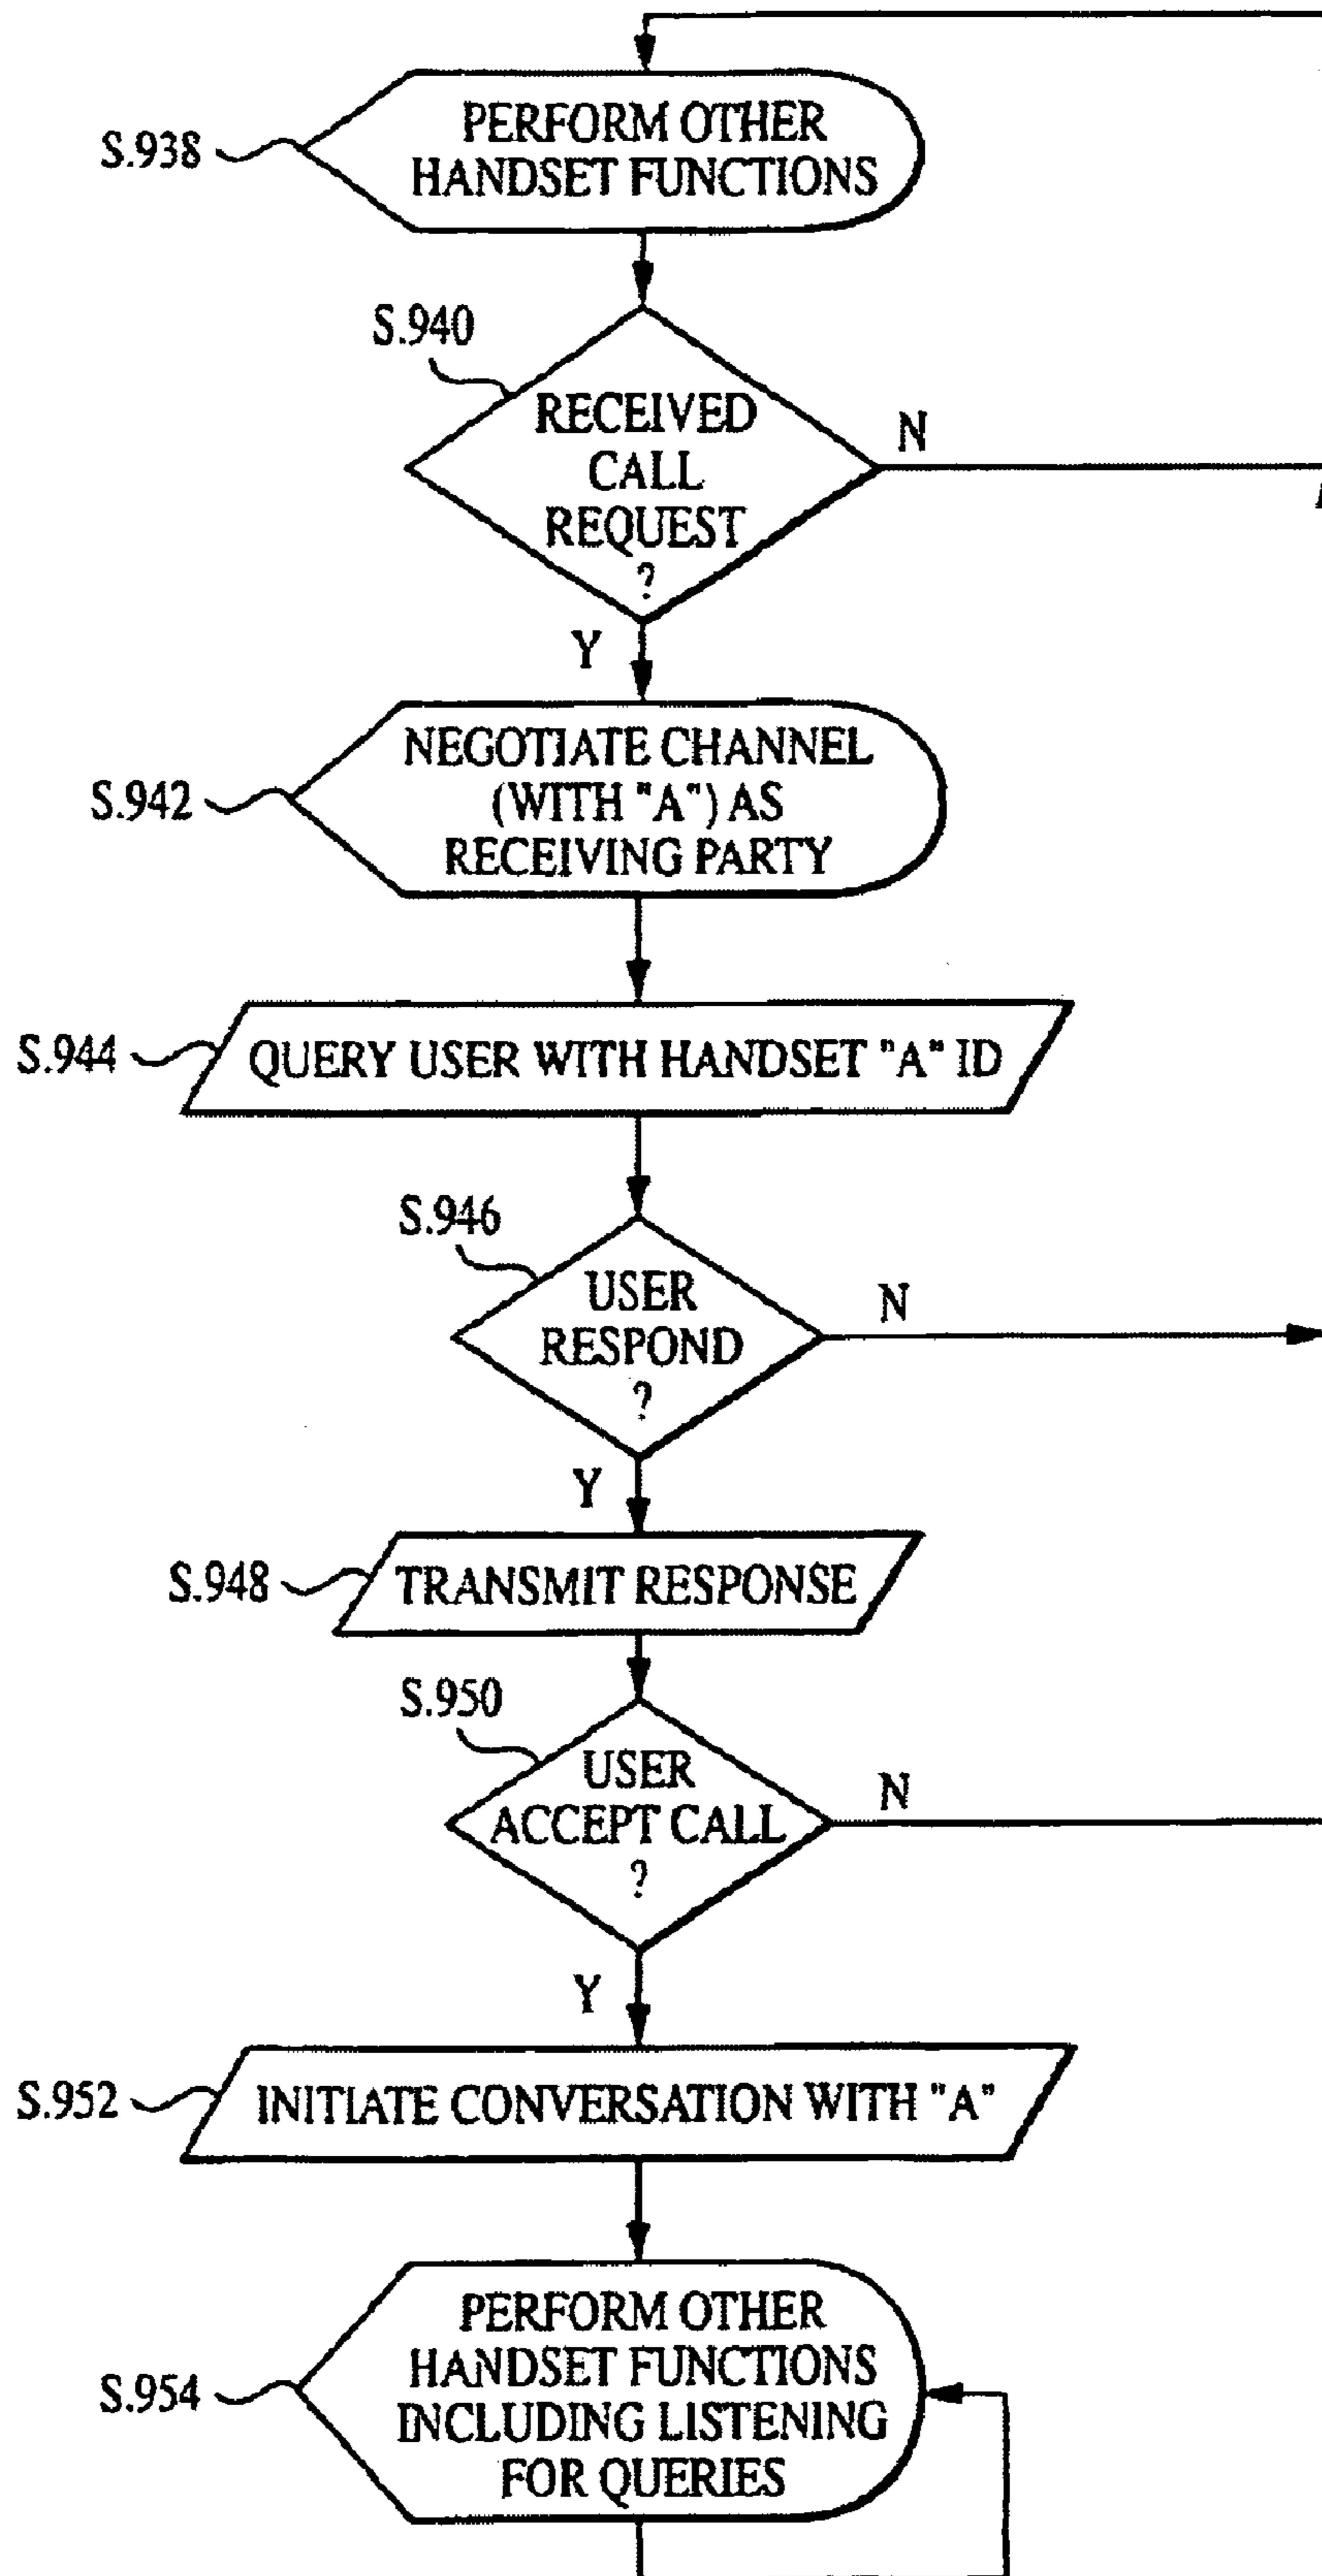 S.938
PERFORM OTHER
HANDSET FUNCTIONS
S.940
RECEIVED
CALL
REQUEST
?
N
Y
S.942
NEGOTIATE CHANNEL
(WITH "A") AS
RECEIVING PARTY
S.944
QUERY USER WITH HANDSET "A" ID
S.946
USER
RESPOND
?
N
Y
S.948
TRANSMIT RESPONSE
S.950
USER
ACCEPT CALL
?
N
Y
S.952
INITIATE CONVERSATION WITH "A"
S.954
PERFORM OTHER
HANDSET FUNCTIONS
INCLUDING LISTENING
FOR QUERIES